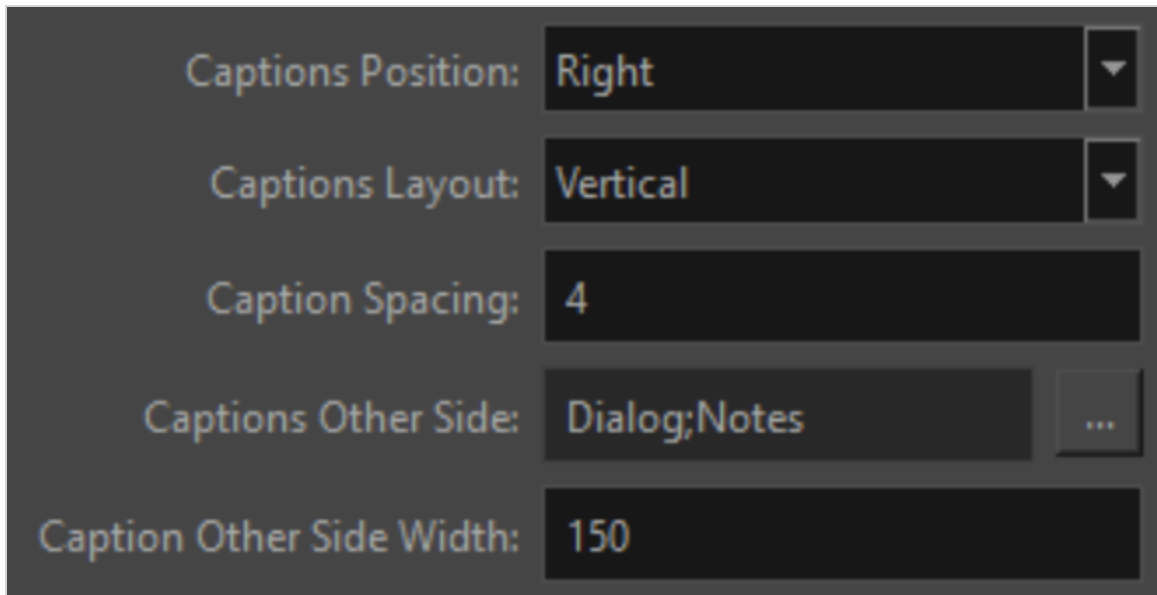 Captions Position: Right
Captions Layout: Vertical
Caption Spacing: 4
Captions Other Side: Dialog;Notes ...
Caption Other Side Width: 150